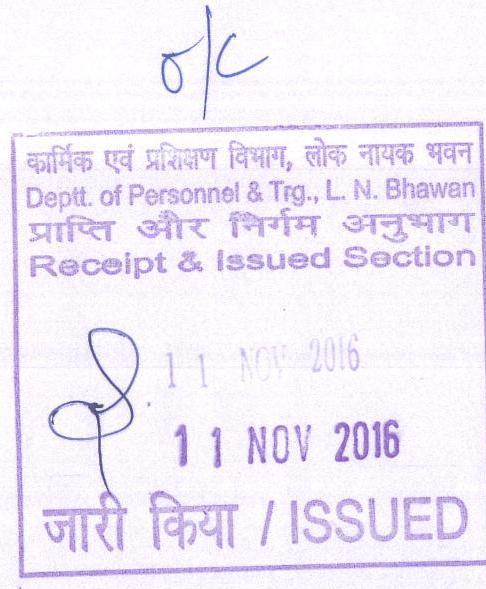 o/c
कार्मिक एवं प्रशिक्षण विभाग, लोक नायक भवन
Deptt. of Personnel & Trg., L. N. Bhawan
प्राप्ति और निर्गम अनुभाग
Receipt & Issued Section
11 NOV 2016
11 NOV 2016
जारी किया / ISSUED